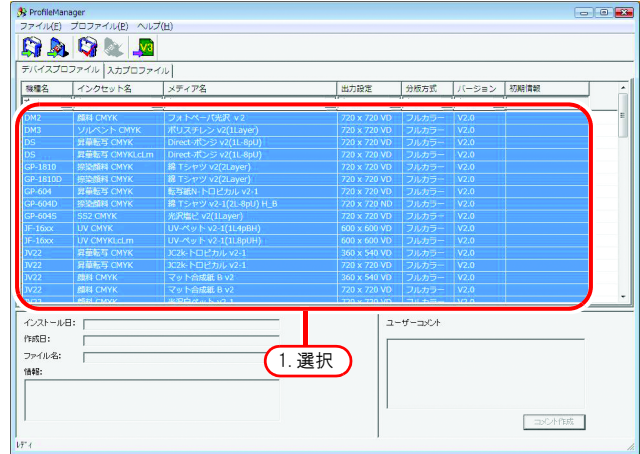 ProfileManager
ファイル(F) プロファイル(P) ヘルプ(H)
V3
デバイスプロファイル 入力プロファイル
機種名 インクセット名 メディア名 出力設定 分版方式 バージョン 初期情報
DM2 顔料 CMYK フォトペーパ光沢 v2 720 x 720 VD フルカラー V2.0
DM3 ソルベント CMYK ポリスチレン v2(1Layer) 720 x 720 VD フルカラー V2.0
DS 昇華転写 CMYK Direct-ポンジ v2(1L-8pU) 720 x 720 VD フルカラー V2.0
DS 昇華転写 CMYKLcLm Direct-ポンジ v2(1L-8pU) 720 x 720 VD フルカラー V2.0
GP-1810 捺染顔料 CMYK 綿 Tシャツ v2(2Layer) 720 x 720 VD フルカラー V2.0
GP-1810D 捺染顔料 CMYK 綿 Tシャツ v2(2Layer) 720 x 720 VD フルカラー V2.0
GP-604 昇華転写 CMYK 転写紙N-トロピカル v2-1 720 x 720 VD フルカラー V2.0
GP-604D 捺染顔料 CMYK 綿 Tシャツ v2-1(2L-8pU) H_B 720 x 720 ND フルカラー V2.0
GP-604S SS2 CMYK 光沢塩ビ v2(1Layer) 720 x 720 VD フルカラー V2.0
JF-16xx UV CMYK UV-ペット v2-1(1L4pBH) 600 x 600 VD フルカラー V2.0
JF-16xx UV CMYKLcLm UV-ペット v2-1(1L8pUH) 600 x 600 VD フルカラー V2.0
JV22 昇華転写 CMYK JC2k-トロピカル v2-1 360 x 540 VD フルカラー V2.0
JV22 昇華転写 CMYK JC2k-トロピカル v2-1 720 x 720 VD フルカラー V2.0
JV22 顔料 CMYK マット合成紙 B v2 360 x 540 VD フルカラー V2.0
JV22 顔料 CMYK マット合成紙 B v2 720 x 720 VD フルカラー V2.0
JV22 顔料 CMYK 光沢白ペット v2-1 720 x 720 VD フルカラー V2.0
インストール日:
作成日:
ファイル名:
情報:
1. 選択
ユーザーコメント
コメント作成
レディ